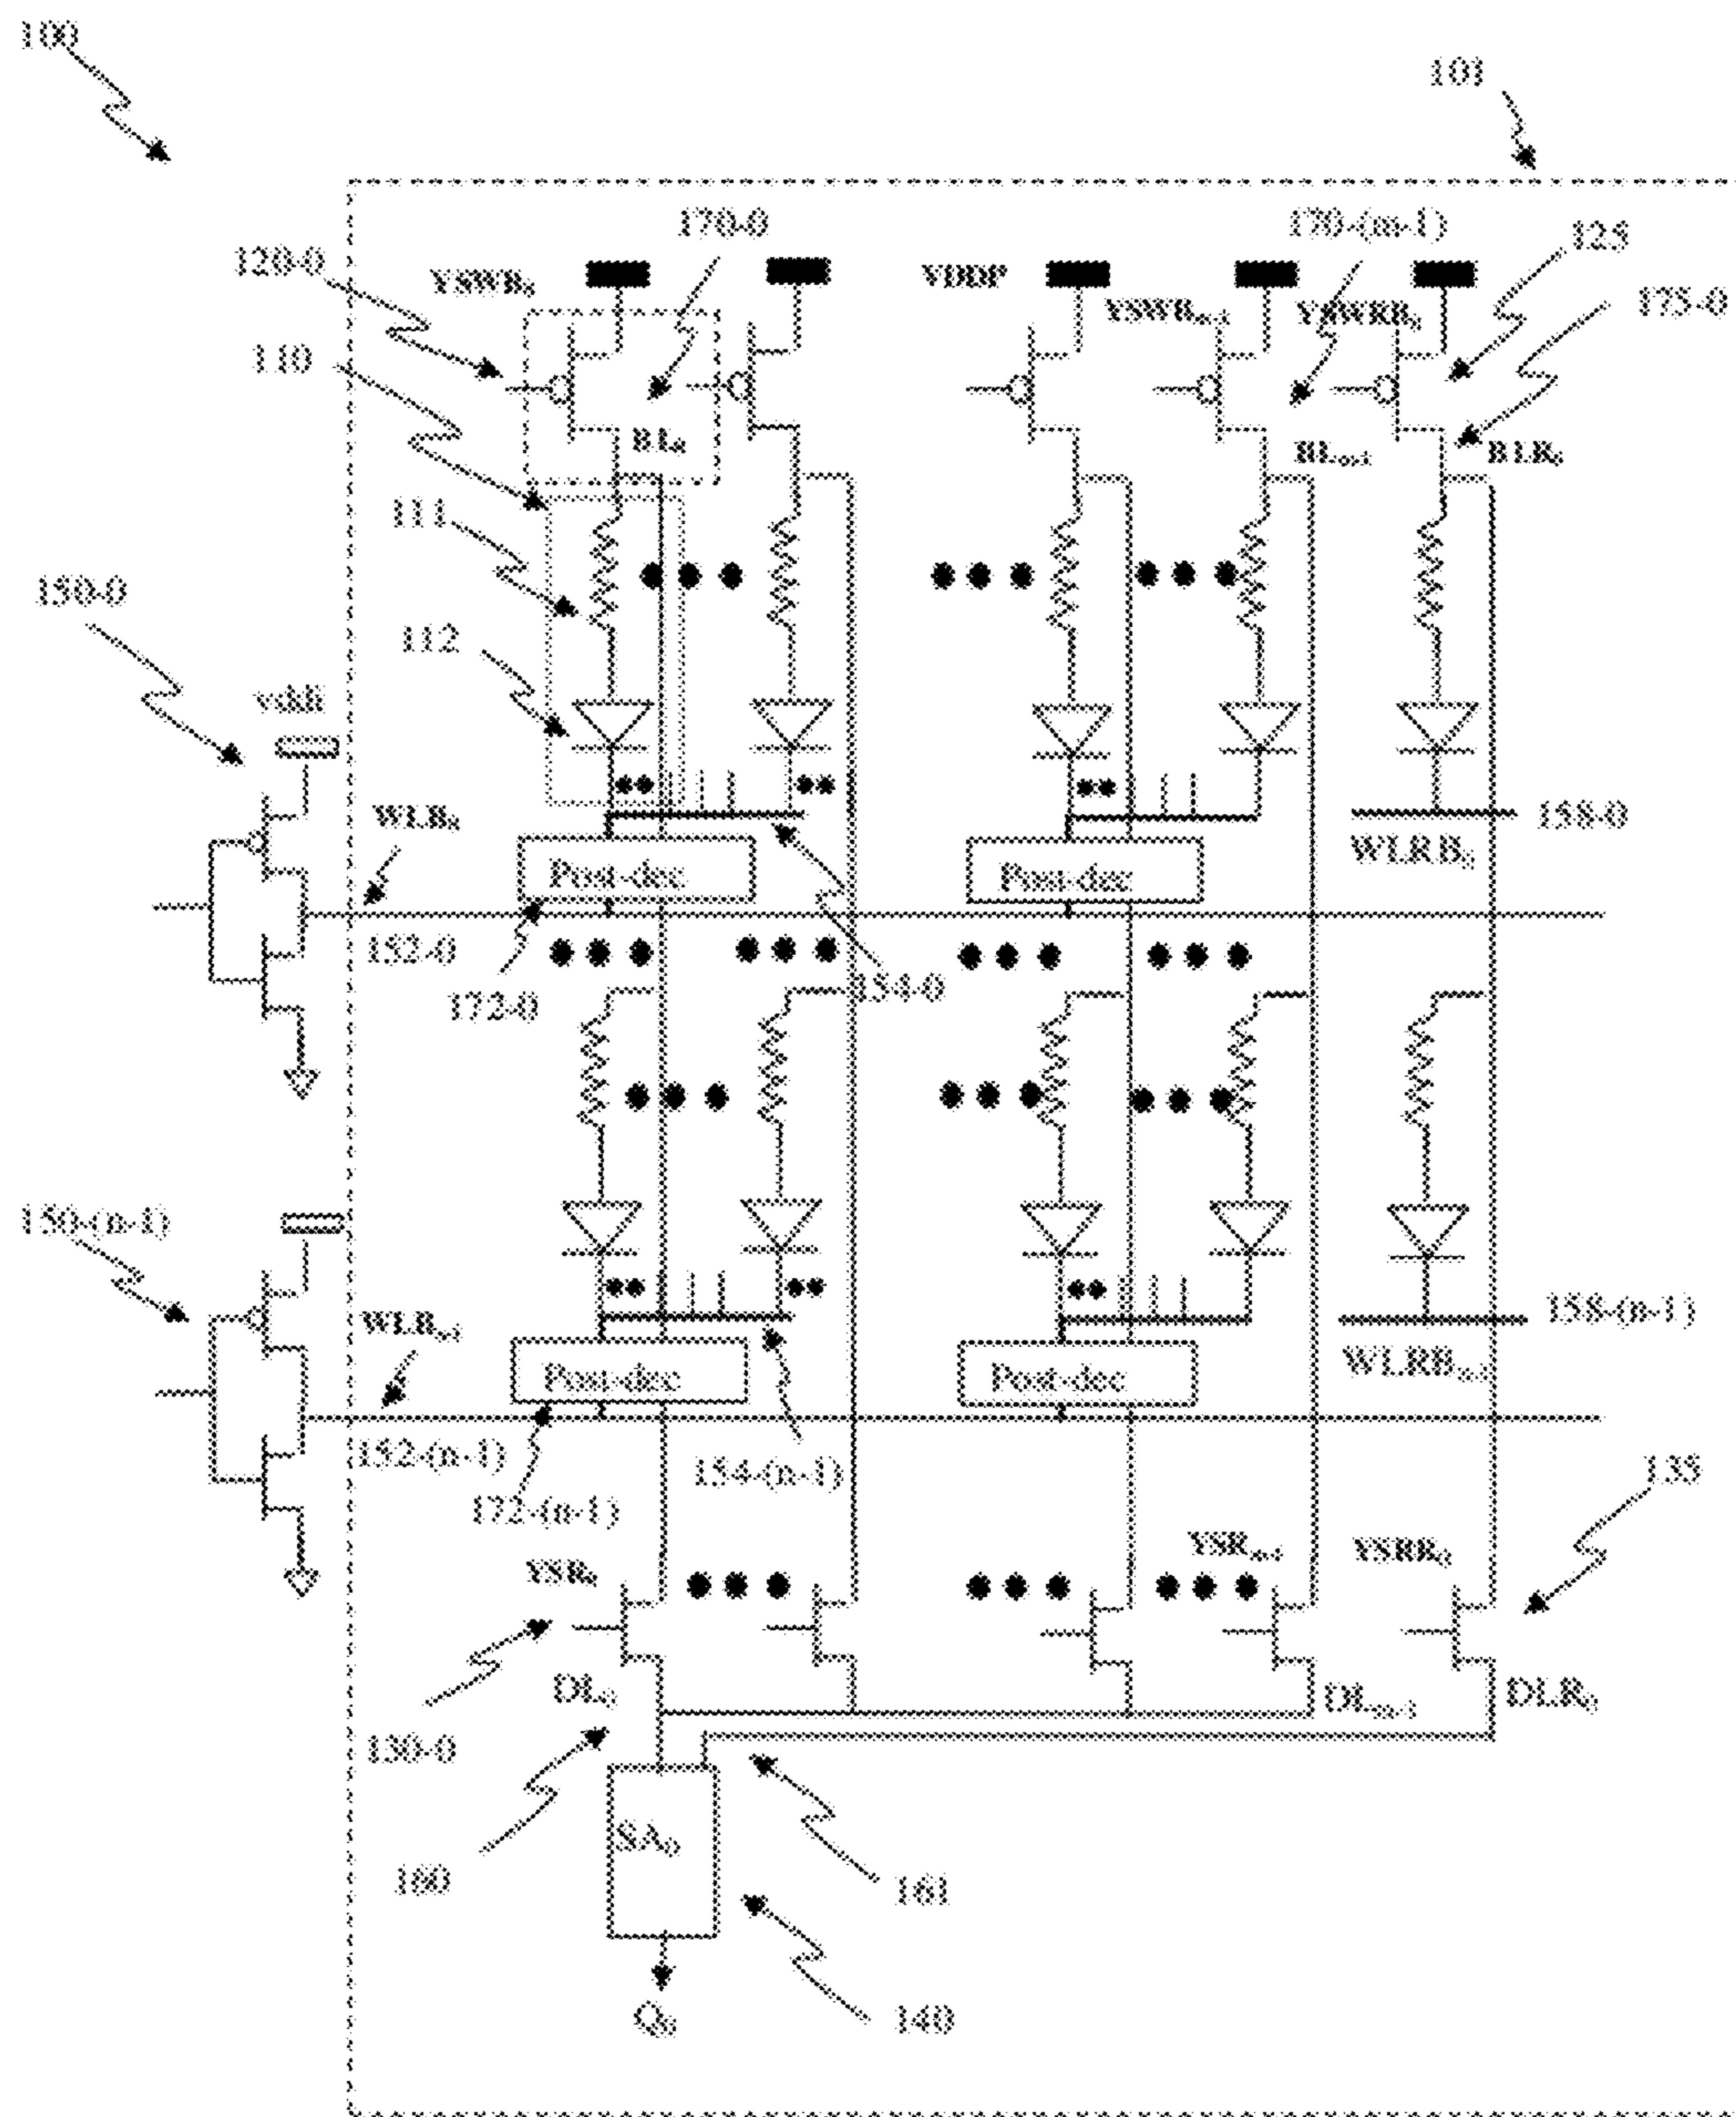 100
101
170-0
170-(m-1)
125
120-0
YSWB₀
VDDP
YSWBₘ₋₁
YSWRB₀
175-0
110
BL₀
BLₘ₋₁
BLR₀
111
150-0
112
vddi
WLB₀
158-0
WLRB₀
Post-dec
Post-dec
152-0
172-0
154-0
150-(n-1)
WLBₙ₋₁
158-(n-1)
WLRBₙ₋₁
Post-dec
Post-dec
152-(n-1)
154-(n-1)
135
172-(n-1)
YSR₀
YSRₘ₋₁
YSRR₀
DL₀
DLₘ₋₁
DLR₀
130-0
SA₀
160
161
Q₀
140